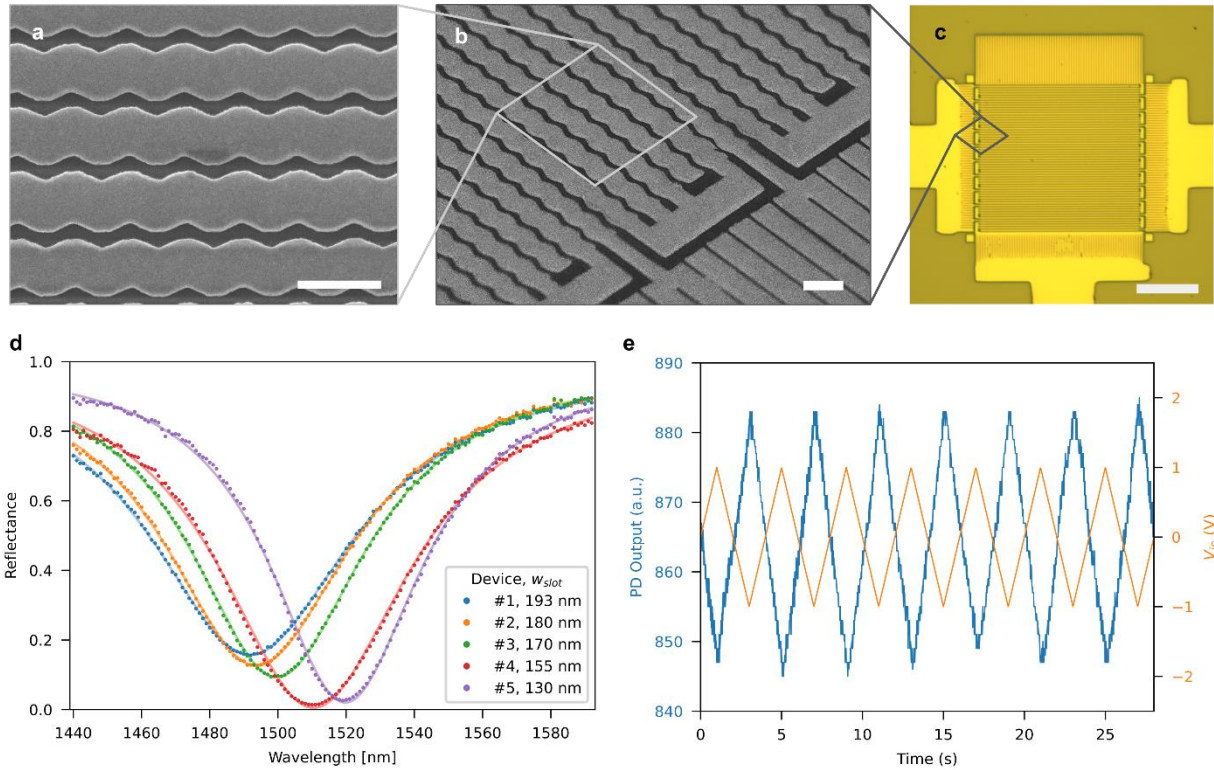 a
b
c
d
e
1.0
0.8
0.6
0.4
0.2
0.0
Reflectance
1440
1460
1480
1500
1520
1540
1560
1580
Wavelength [nm]
Device, w_slot
#1, 193 nm
#2, 180 nm
#3, 170 nm
#4, 155 nm
#5, 130 nm
890
880
870
860
850
840
PD Output (a.u.)
0
5
10
15
20
25
Time (s)
2
1
0
−1
−2